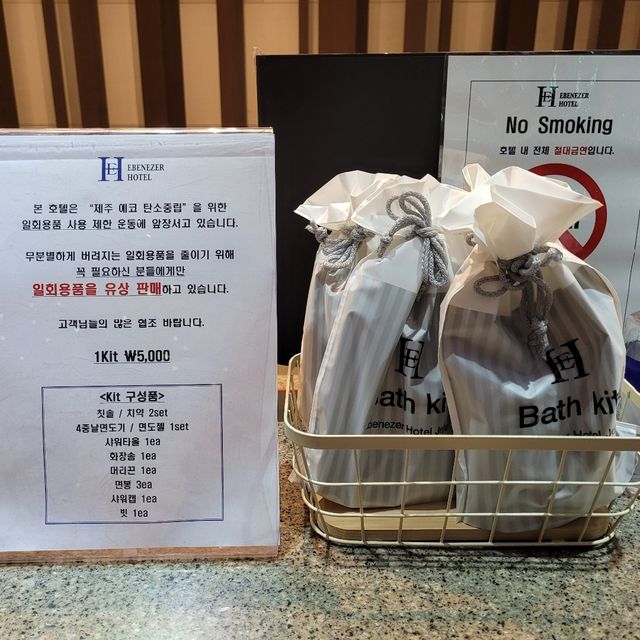 EBENEZER
HOTEL
본 호텔은 "제주 에코 탄소중립"을 위한
일회용품 사용 제한 운동에 앞장서고 있습니다.
무분별하게 버려지는 일회용품을 줄이기 위해
꼭 필요하신 분들에게만
일회용품을 유상 판매하고 있습니다.
고객님들의 많은 협조 바랍니다.
1Kit ₩5,000
<Kit 구성품>
칫솔 / 치약 2set
4중날면도기 / 면도젤 1set
샤워타올 1ea
화장솜 1ea
머리끈 1ea
면봉 3ea
샤워캡 1ea
빗 1ea
EBENEZER
HOTEL
No Smoking
호텔 내 전체 절대금연입니다.
Bath kit
Ebenezer Hotel
Bath kit
Hotel